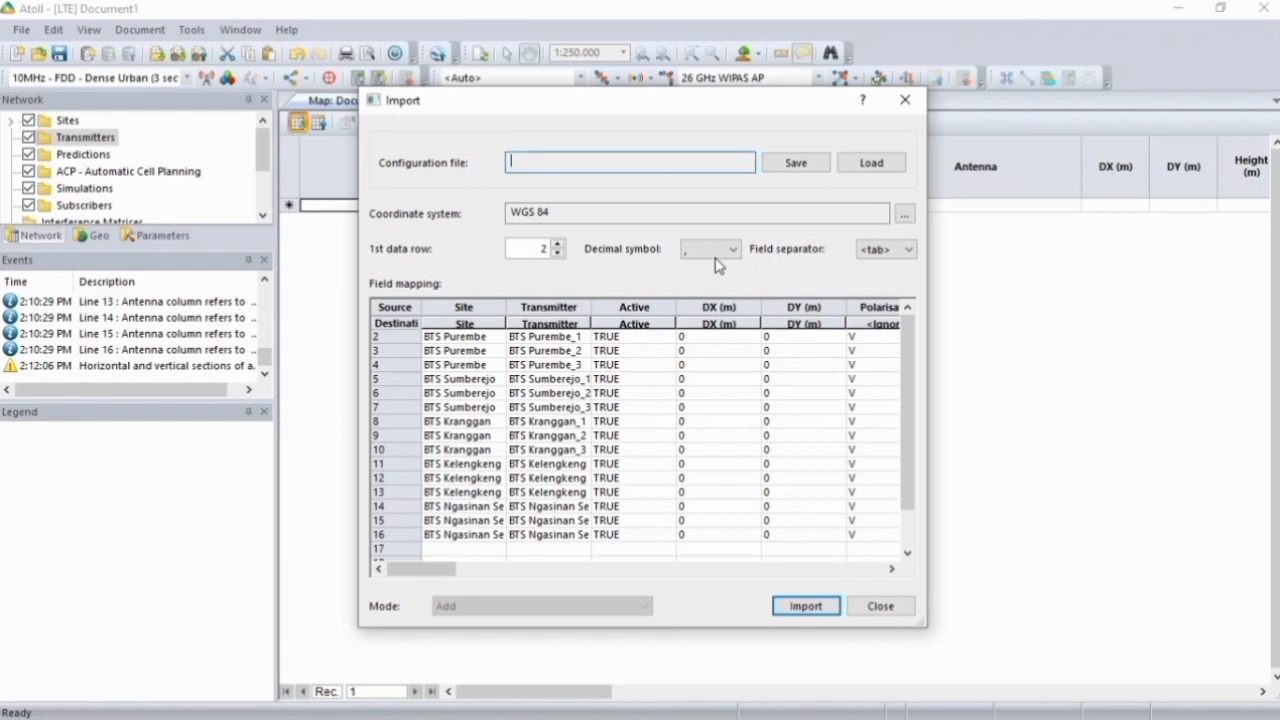 Atoll - [LTE] Document1
File Edit View Document Tools Window Help
1:250.000
10MHz - FDD - Dense Urban (3 sec <Auto> 26 GHz WIPAS AP
Network
Sites
Transmitters
Predictions
ACP - Automatic Cell Planning
Simulations
Subscribers
Interference Matrices
Network Geo Parameters
Events
Time Description
2:10:29 PM Line 13 : Antenna column refers to ..
2:10:29 PM Line 14 : Antenna column refers to ..
2:10:29 PM Line 15 : Antenna column refers to ..
2:10:29 PM Line 16 : Antenna column refers to ..
2:12:06 PM Horizontal and vertical sections of a.
Legend
Map: Docu
Antenna DX (m) DY (m) Height (m)
Import
Configuration file: Save Load
Coordinate system: WGS 84 ...
1st data row: 2 Decimal symbol: , Field separator: <tab>
Field mapping:
Source Site Transmitter Active DX (m) DY (m) Polarisa
Destinati Site Transmitter Active DX (m) DY (m) <Ignor
2 BTS Purembe BTS Purembe_1 TRUE 0 0 V
3 BTS Purembe BTS Purembe_2 TRUE 0 0 V
4 BTS Purembe BTS Purembe_3 TRUE 0 0 V
5 BTS Sumberejo BTS Sumberejo_1 TRUE 0 0 V
6 BTS Sumberejo BTS Sumberejo_2 TRUE 0 0 V
7 BTS Sumberejo BTS Sumberejo_3 TRUE 0 0 V
8 BTS Kranggan BTS Kranggan_1 TRUE 0 0 V
9 BTS Kranggan BTS Kranggan_2 TRUE 0 0 V
10 BTS Kranggan BTS Kranggan_3 TRUE 0 0 V
11 BTS Kelengkeng BTS Kelengkeng TRUE 0 0 V
12 BTS Kelengkeng BTS Kelengkeng TRUE 0 0 V
13 BTS Kelengkeng BTS Kelengkeng TRUE 0 0 V
14 BTS Ngasinan Se BTS Ngasinan Se TRUE 0 0 V
15 BTS Ngasinan Se BTS Ngasinan Se TRUE 0 0 V
16 BTS Ngasinan Se BTS Ngasinan Se TRUE 0 0 V
17
Mode: Add Import Close
Rec. 1
Ready